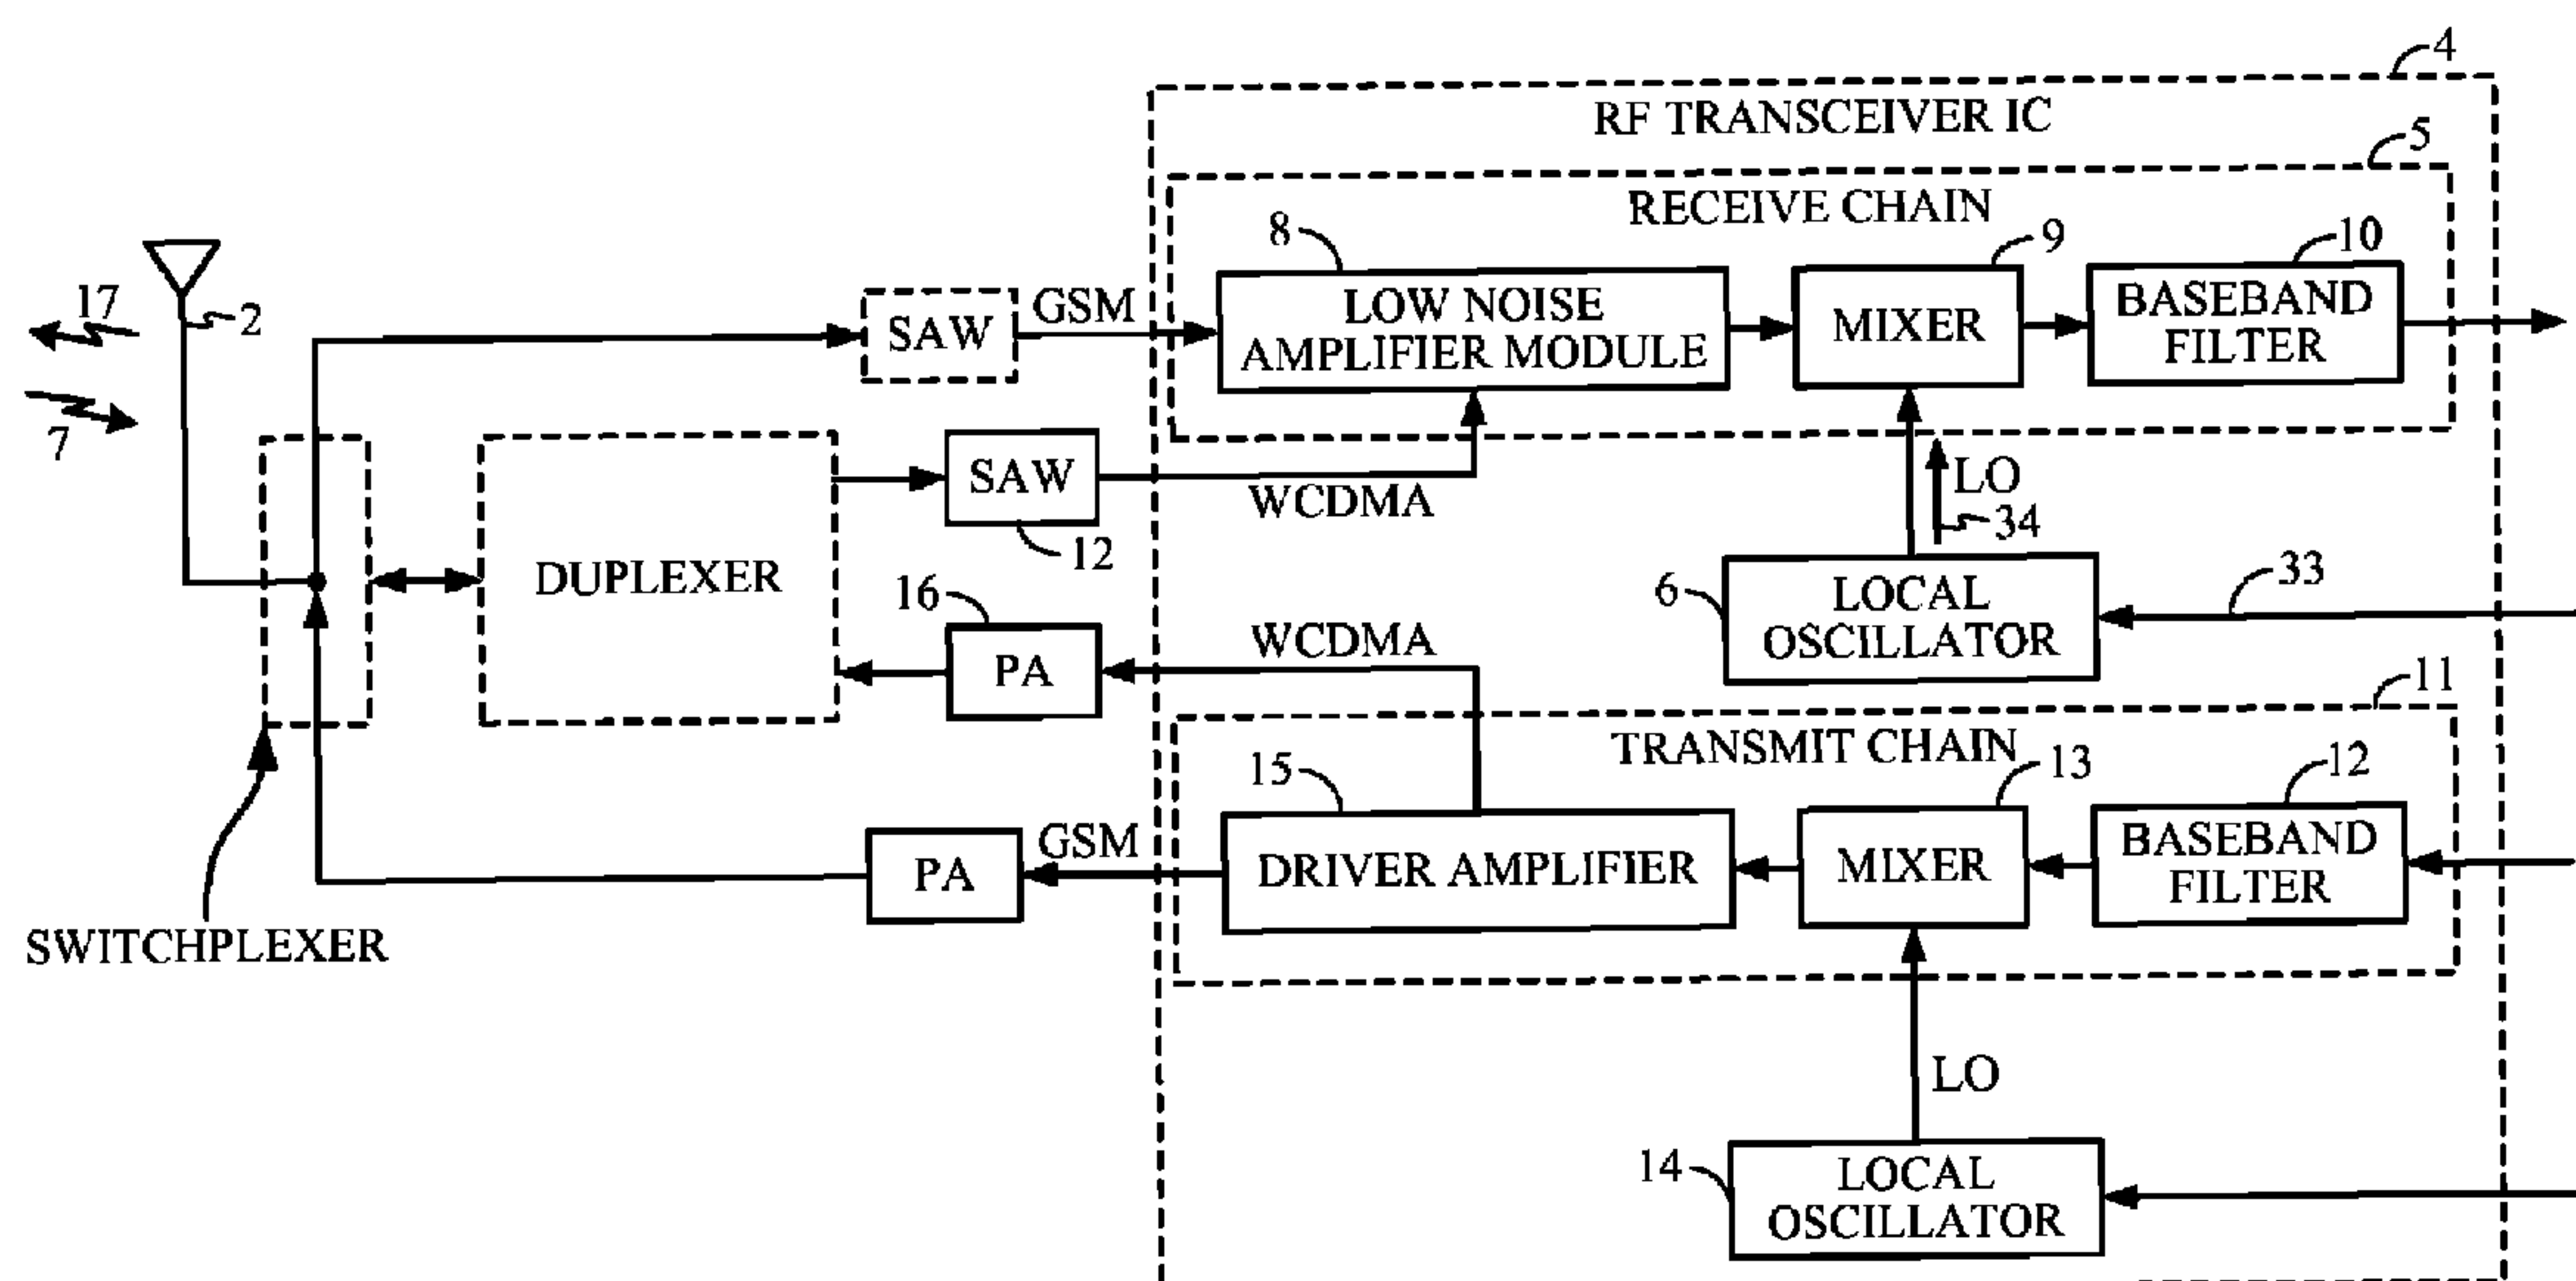 4
RF TRANSCEIVER IC
5
RECEIVE CHAIN
8
9
10
17
2
7
SAW
GSM
LOW NOISE
AMPLIFIER MODULE
MIXER
BASEBAND
FILTER
SAW
12
WCDMA
LO
34
DUPLEXER
16
PA
WCDMA
6
LOCAL
OSCILLATOR
33
11
TRANSMIT CHAIN
15
13
12
PA
GSM
DRIVER AMPLIFIER
MIXER
BASEBAND
FILTER
SWITCHPLEXER
LO
14
LOCAL
OSCILLATOR